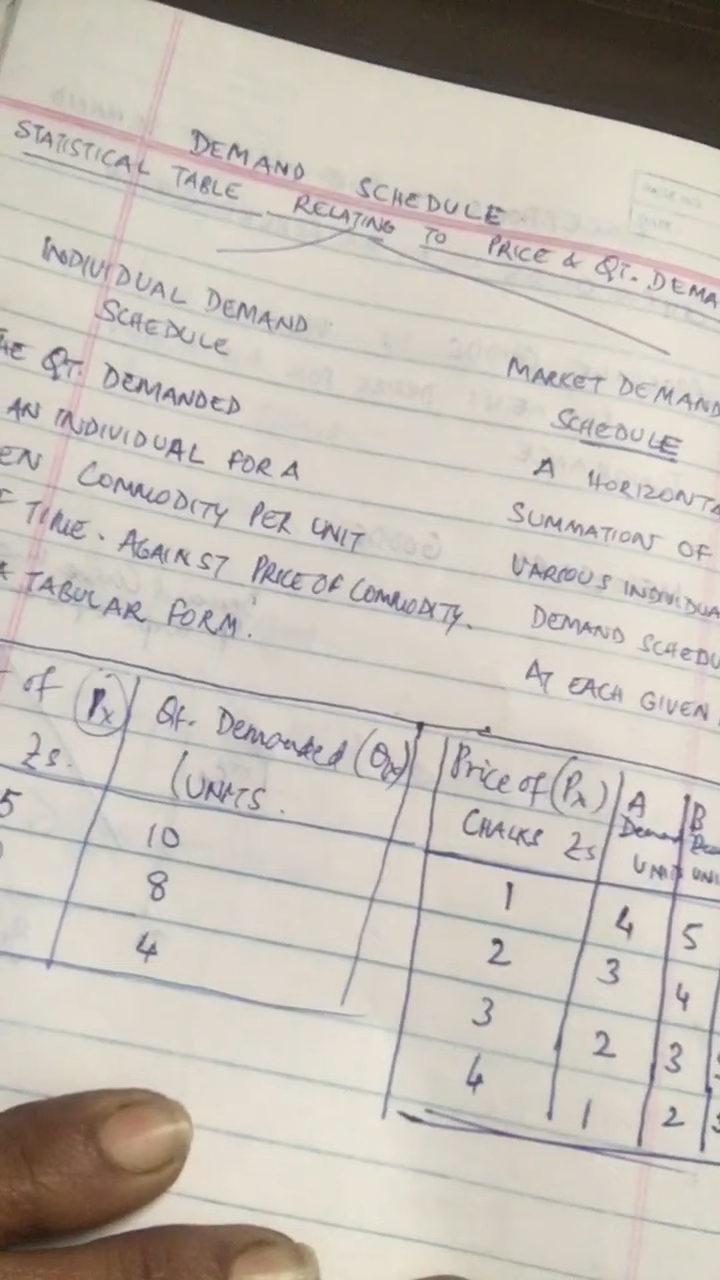 DEMAND SCHEDULE
STATISTICAL TABLE RELATING TO PRICE & QT. DEMA
INDIVIDUAL DEMAND
SCHEDULE
HE QT. DEMANDED
AN INDIVIDUAL FOR A
EN COMMODITY PER UNIT
F TIME. AGAINST PRICE OF COMMODITY.
A TABULAR FORM.
MARKET DEMAND
SCHEDULE
A HORIZONTA
SUMMATION OF
VARIOUS INDIVIDUA
DEMAND SCHEDU
AT EACH GIVEN
of (Px) Qt. Demanded (Qx)
Zs. (UNITS.
5 10
8
4
Price of (Px) A B
CHALKS Zs Deman
UNIT UNI
1 4 5
2 3 4
3 2 3
4 1 2